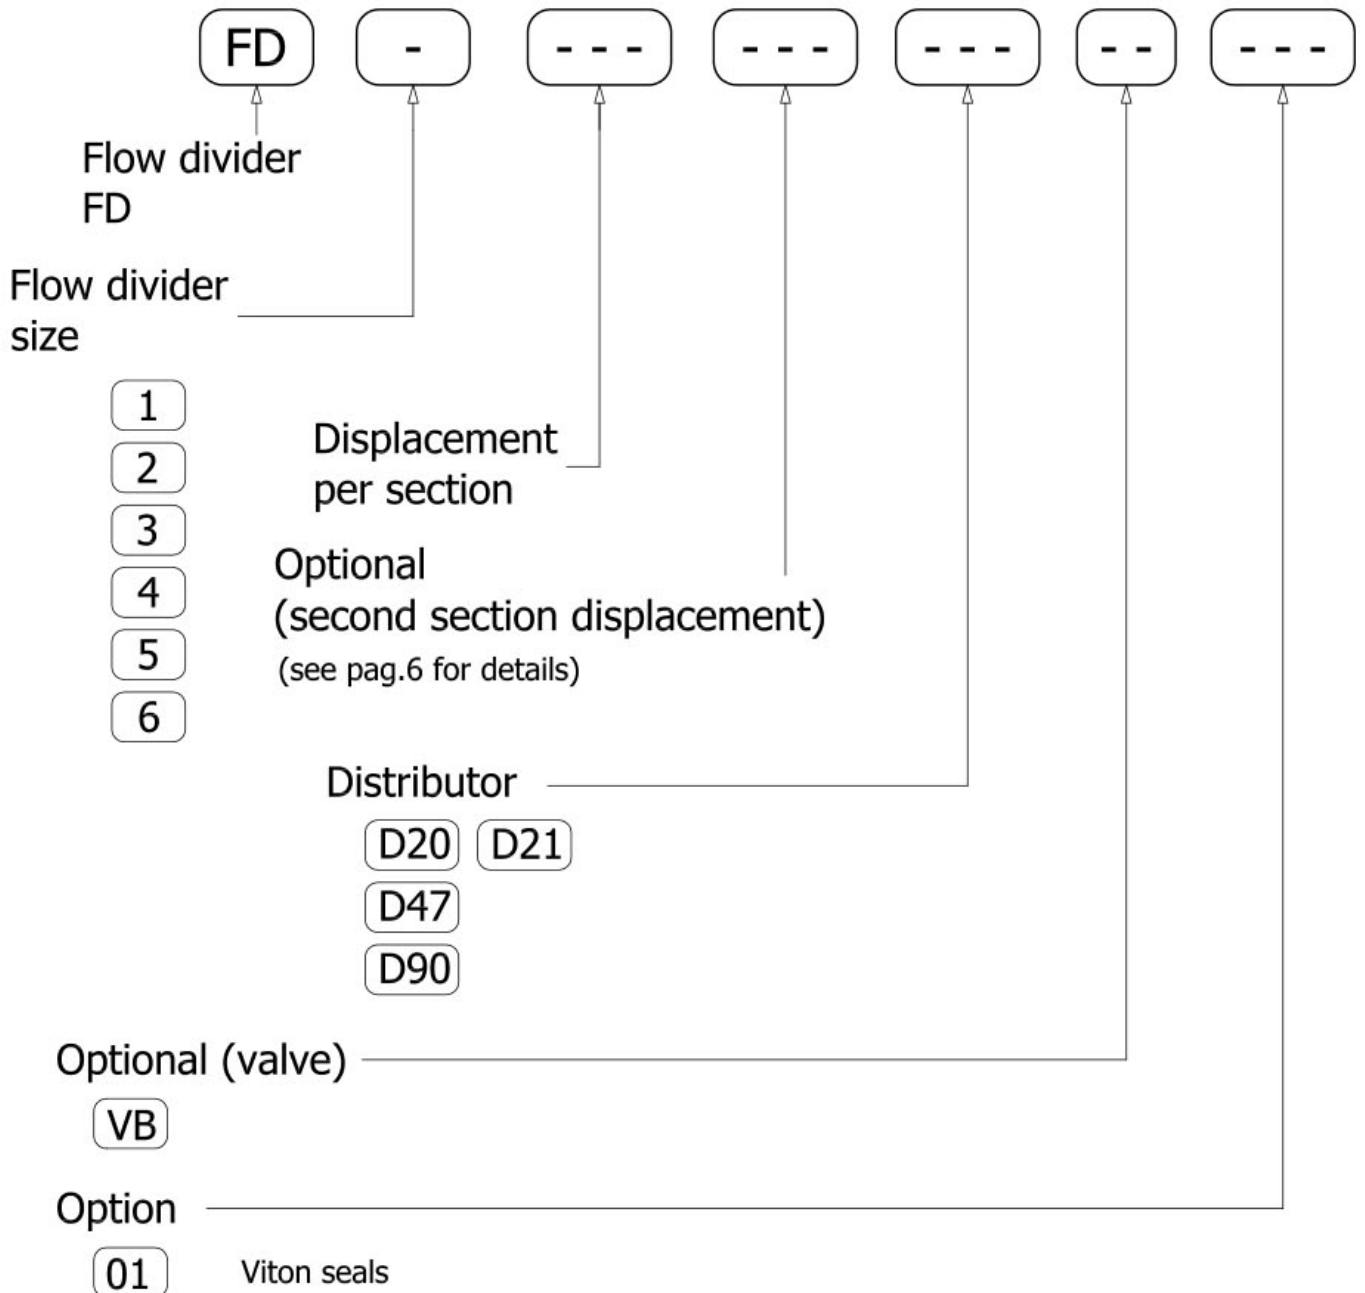 FD - - - - - - - - - - - - - - -
Flow divider
FD
Flow divider
size
1
2
3
4
5
6
Displacement
per section
Optional
(second section displacement)
(see pag.6 for details)
Distributor
D20 D21
D47
D90
Optional (valve)
VB
Option
01 Viton seals